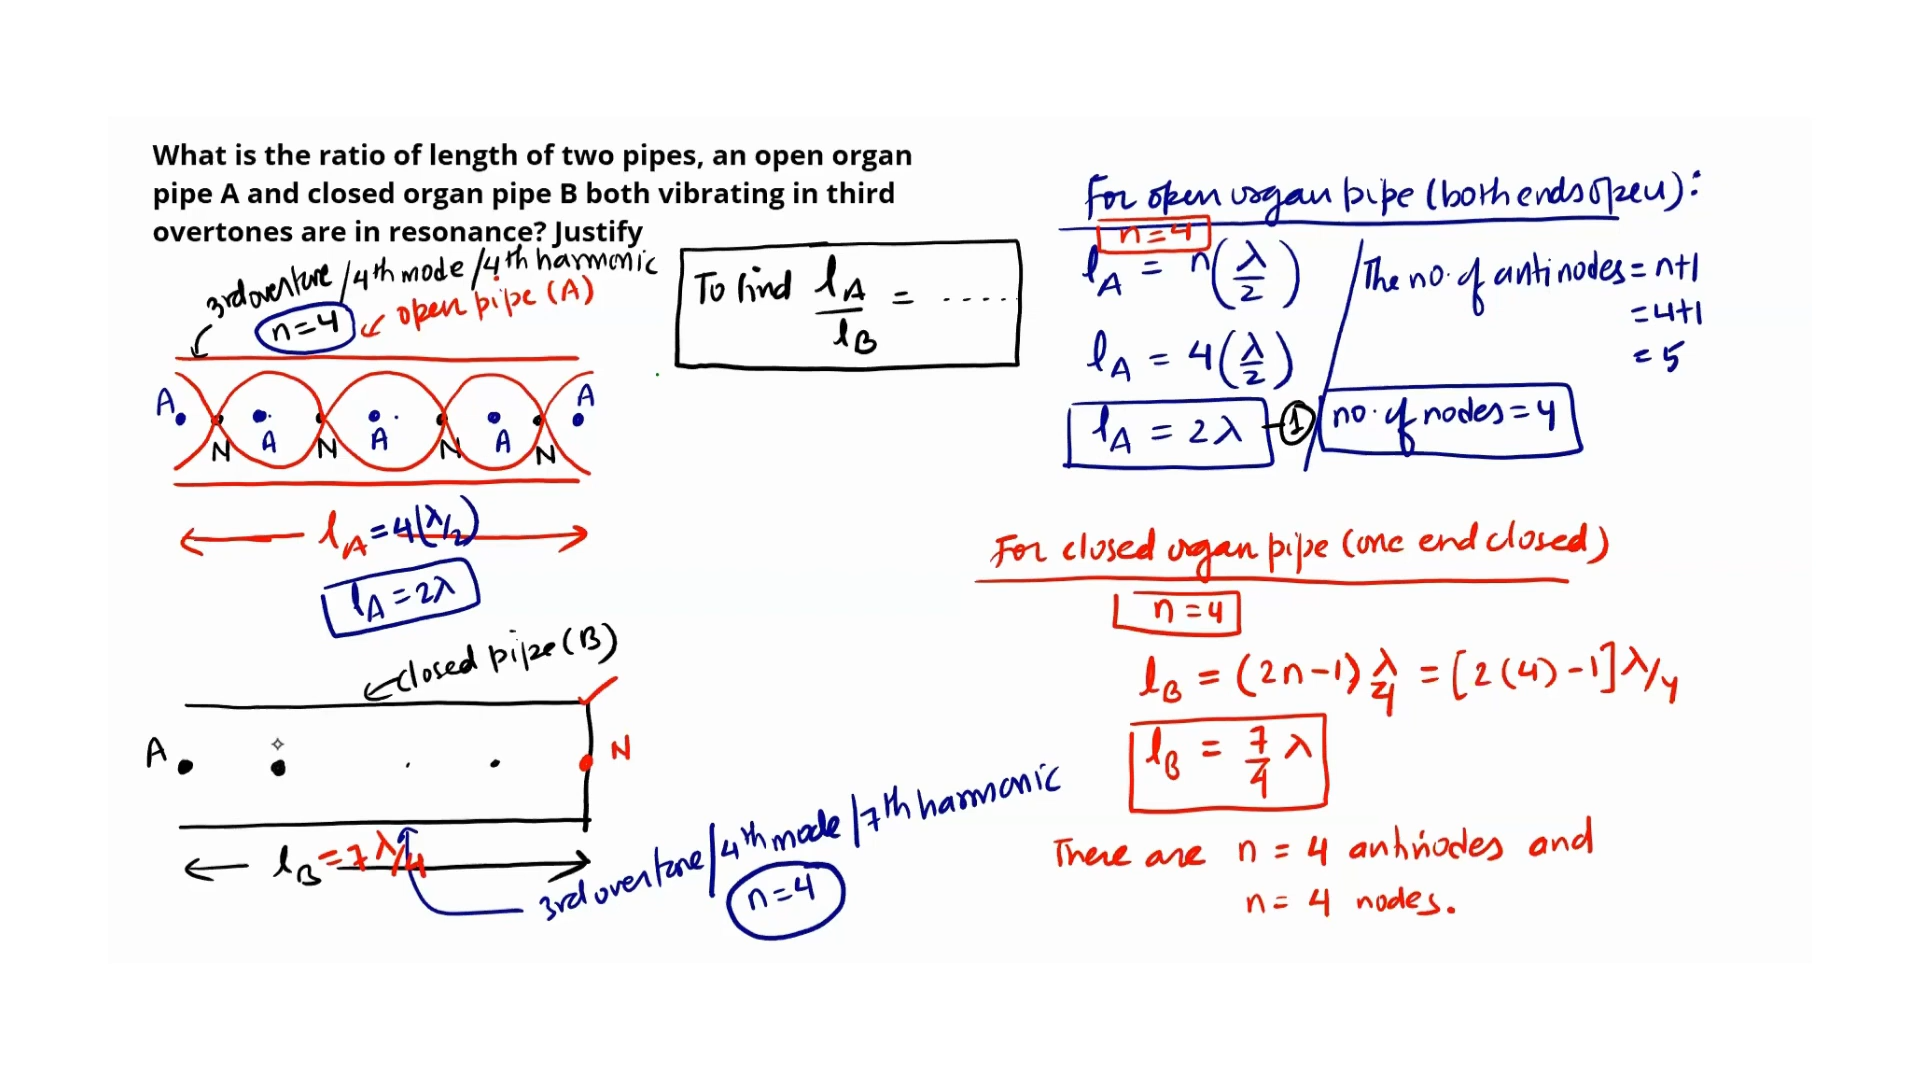 What is the ratio of length of two pipes, an open organ
pipe A and closed organ pipe B both vibrating in third
overtones are in resonance? Justify
3rd overtone /4th mode /4th harmonic
n=4
open pipe (A)
A A
N A N A N A N
lA = 4(λ/2)
lA = 2λ
To find lA/lB = .....
closed pipe (B)
A N
lB = 7λ/4
3rd overtone/4th mode/7th harmonic
n=4
For open organ pipe (both ends open):
n=4
lA = n(λ/2)
lA = 4(λ/2)
lA = 2λ -①
The no. of antinodes = n+1
= 4+1
= 5
no. of nodes = 4
For closed organ pipe (one end closed)
n=4
lB = (2n-1) λ/4 = [2(4)-1]λ/4
lB = 7/4 λ
There are n = 4 antinodes and
n = 4 nodes.